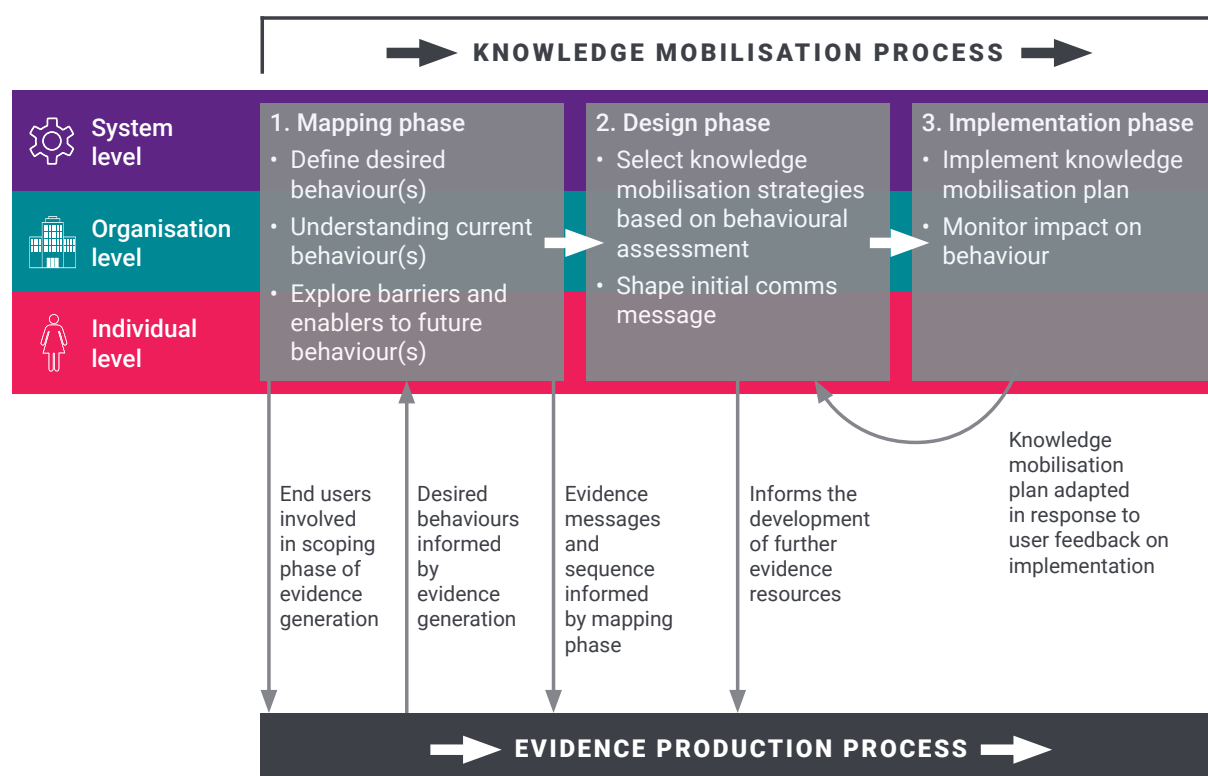 KNOWLEDGE MOBILISATION PROCESS
System
level
Organisation
level
Individual
level
1. Mapping phase
• Define desired
behaviour(s)
• Understanding current
behaviour(s)
• Explore barriers and
enablers to future
behaviour(s)
2. Design phase
• Select knowledge
mobilisation strategies
based on behavioural
assessment
• Shape initial comms
message
3. Implementation phase
• Implement knowledge
mobilisation plan
• Monitor impact on
behaviour
End users
involved
in scoping
phase of
evidence
generation
Desired
behaviours
informed
by
evidence
generation
Evidence
messages
and
sequence
informed
by mapping
phase
Informs the
development
of further
evidence
resources
Knowledge
mobilisation
plan adapted
in response to
user feedback on
implementation
EVIDENCE PRODUCTION PROCESS